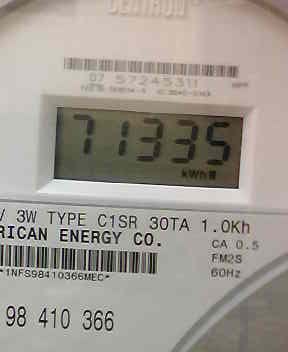 CENTRON
07 57245311
71335
kWh
V 3W TYPE C1SR 30TA 1.0Kh
RICAN ENERGY CO.
CA 0.5
FM2S
60Hz
*1NFS98410366MEC*
98 410 366